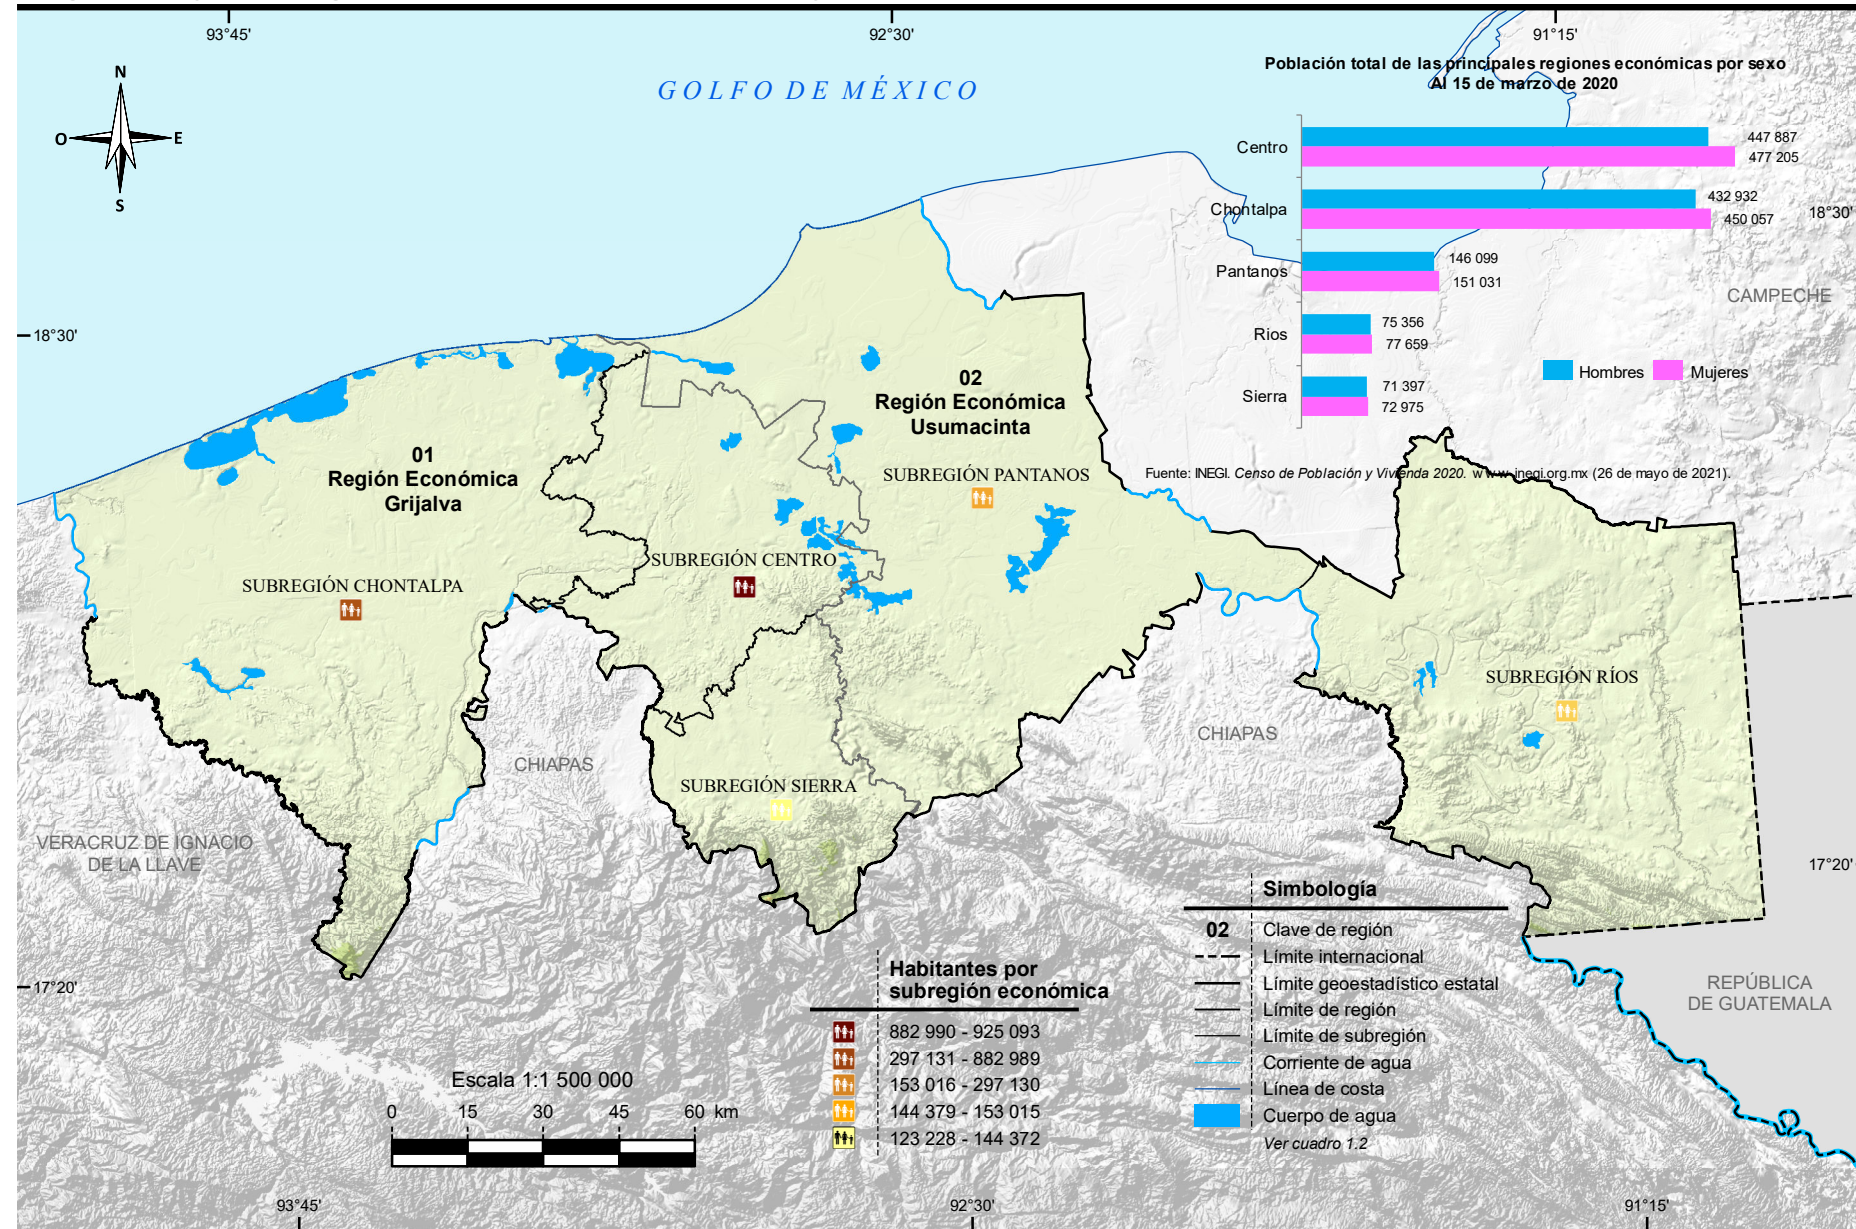 93°45'
92°30'
91°15'
Población total de las principales regiones económicas por sexo
Al 15 de marzo de 2020
GOLFO DE MÉXICO
N
O
E
S
Centro
447 887
477 205
Chontalpa
432 932
450 057
18°30'
Pantanos
146 099
151 031
CAMPECHE
Rios
75 356
77 659
Hombres
Mujeres
Sierra
71 397
72 975
Fuente: INEGI. Censo de Población y Vivienda 2020. www.inegi.org.mx (26 de mayo de 2021).
18°30'
02
Región Económica
Usumacinta
SUBREGIÓN PANTANOS
01
Región Económica
Grijalva
SUBREGIÓN CENTRO
SUBREGIÓN CHONTALPA
SUBREGIÓN RÍOS
CHIAPAS
CHIAPAS
SUBREGIÓN SIERRA
VERACRUZ DE IGNACIO
DE LA LLAVE
17°20'
REPÚBLICA
DE GUATEMALA
17°20'
Simbología
02 Clave de región
Límite internacional
Límite geoestadístico estatal
Límite de región
Límite de subregión
Corriente de agua
Línea de costa
Cuerpo de agua
Ver cuadro 1.2
Habitantes por
subregión económica
882 990 - 925 093
297 131 - 882 989
153 016 - 297 130
144 379 - 153 015
123 228 - 144 372
Escala 1:1 500 000
0 15 30 45 60 km
93°45'
92°30'
91°15'